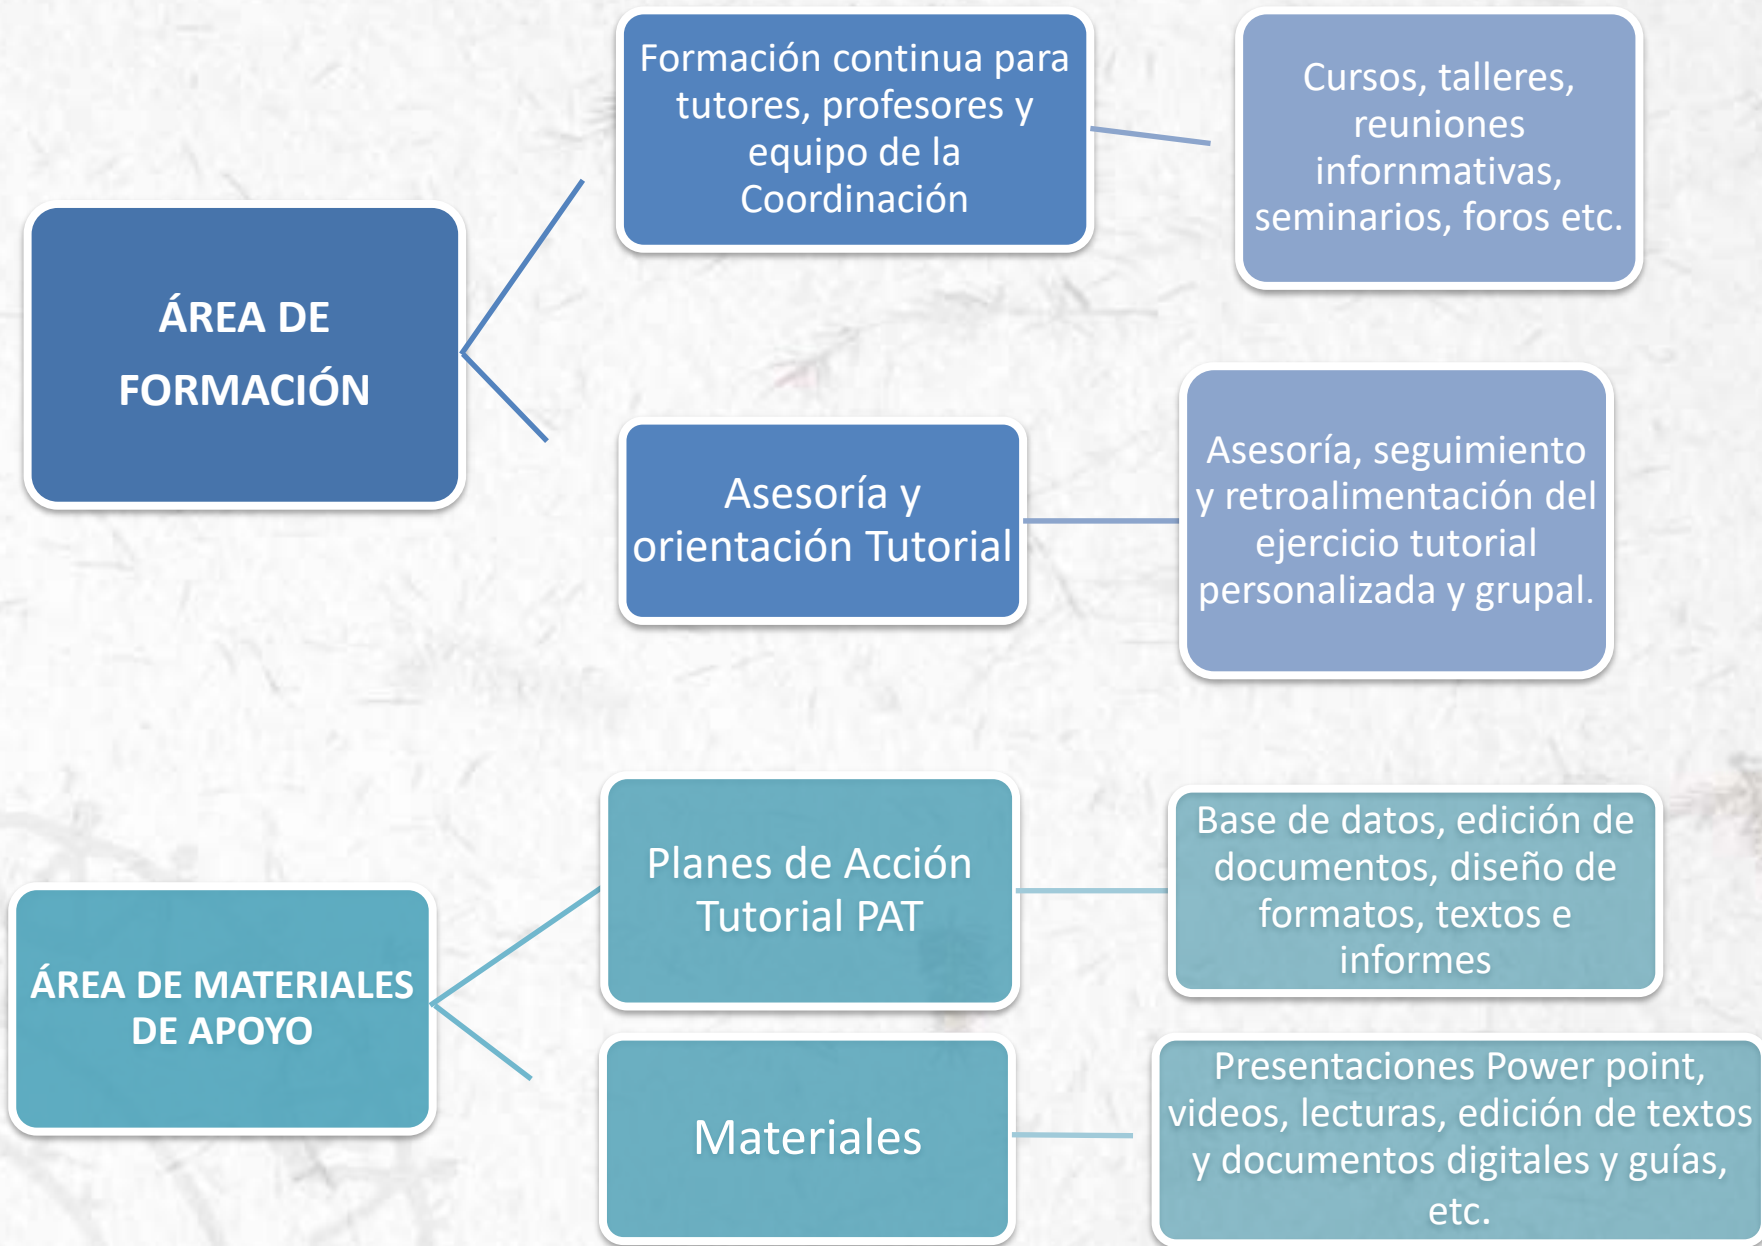 ÁREA DE
FORMACIÓN
Formación continua para
tutores, profesores y
equipo de la
Coordinación
Cursos, talleres,
reuniones
infornmativas,
seminarios, foros etc.
Asesoría y
orientación Tutorial
Asesoría, seguimiento
y retroalimentación del
ejercicio tutorial
personalizada y grupal.
ÁREA DE MATERIALES
DE APOYO
Planes de Acción
Tutorial PAT
Base de datos, edición de
documentos, diseño de
formatos, textos e
informes
Materiales
Presentaciones Power point,
videos, lecturas, edición de textos
y documentos digitales y guías,
etc.